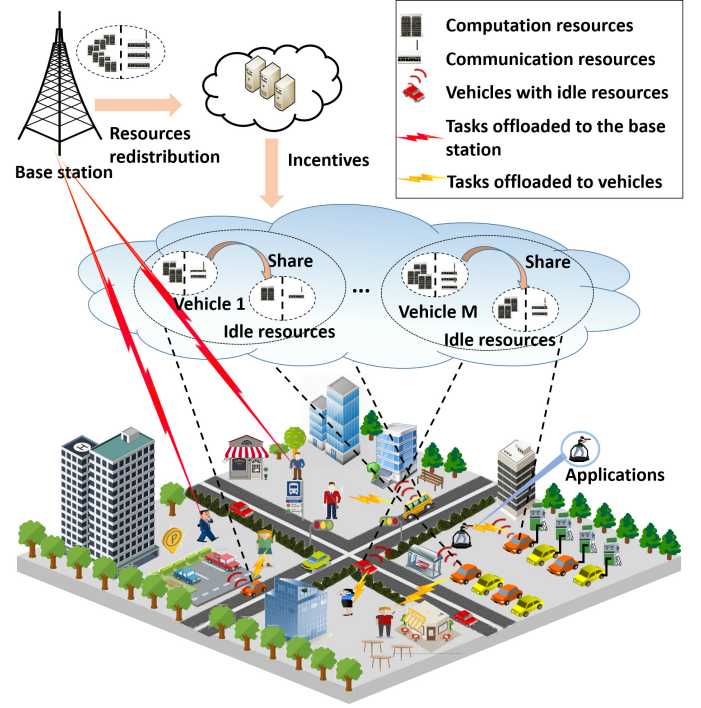 Computation resources
Communication resources
Vehicles with idle resources
Tasks offloaded to the base
station
Tasks offloaded to vehicles
Resources
redistribution
Base station
Incentives
Share
Vehicle 1
Idle resources
...
Share
Vehicle M
Idle resources
Applications
H
P